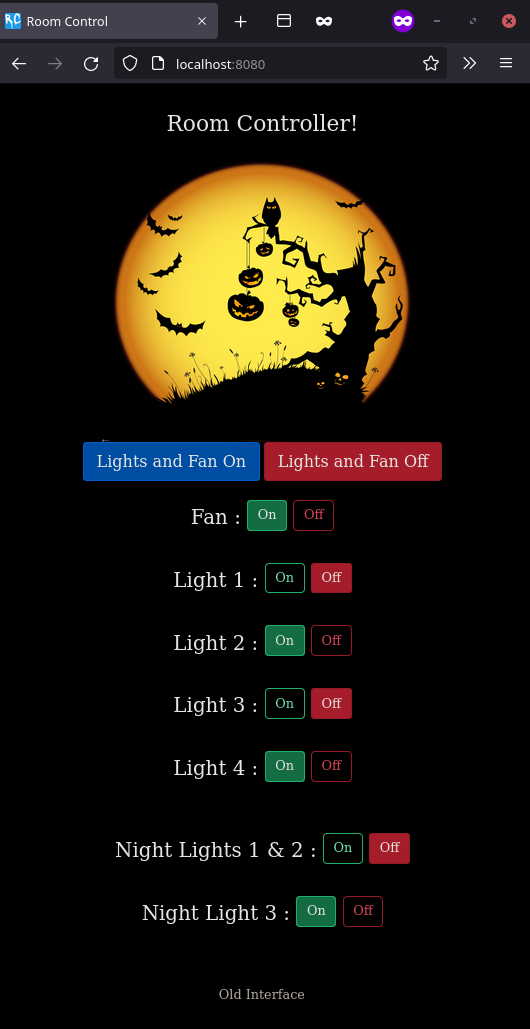 RC Room Control
localhost:8080
Room Controller!
Lights and Fan On Lights and Fan Off
Fan : On Off
Light 1 : On Off
Light 2 : On Off
Light 3 : On Off
Light 4 : On Off
Night Lights 1 & 2 : On Off
Night Light 3 : On Off
Old Interface